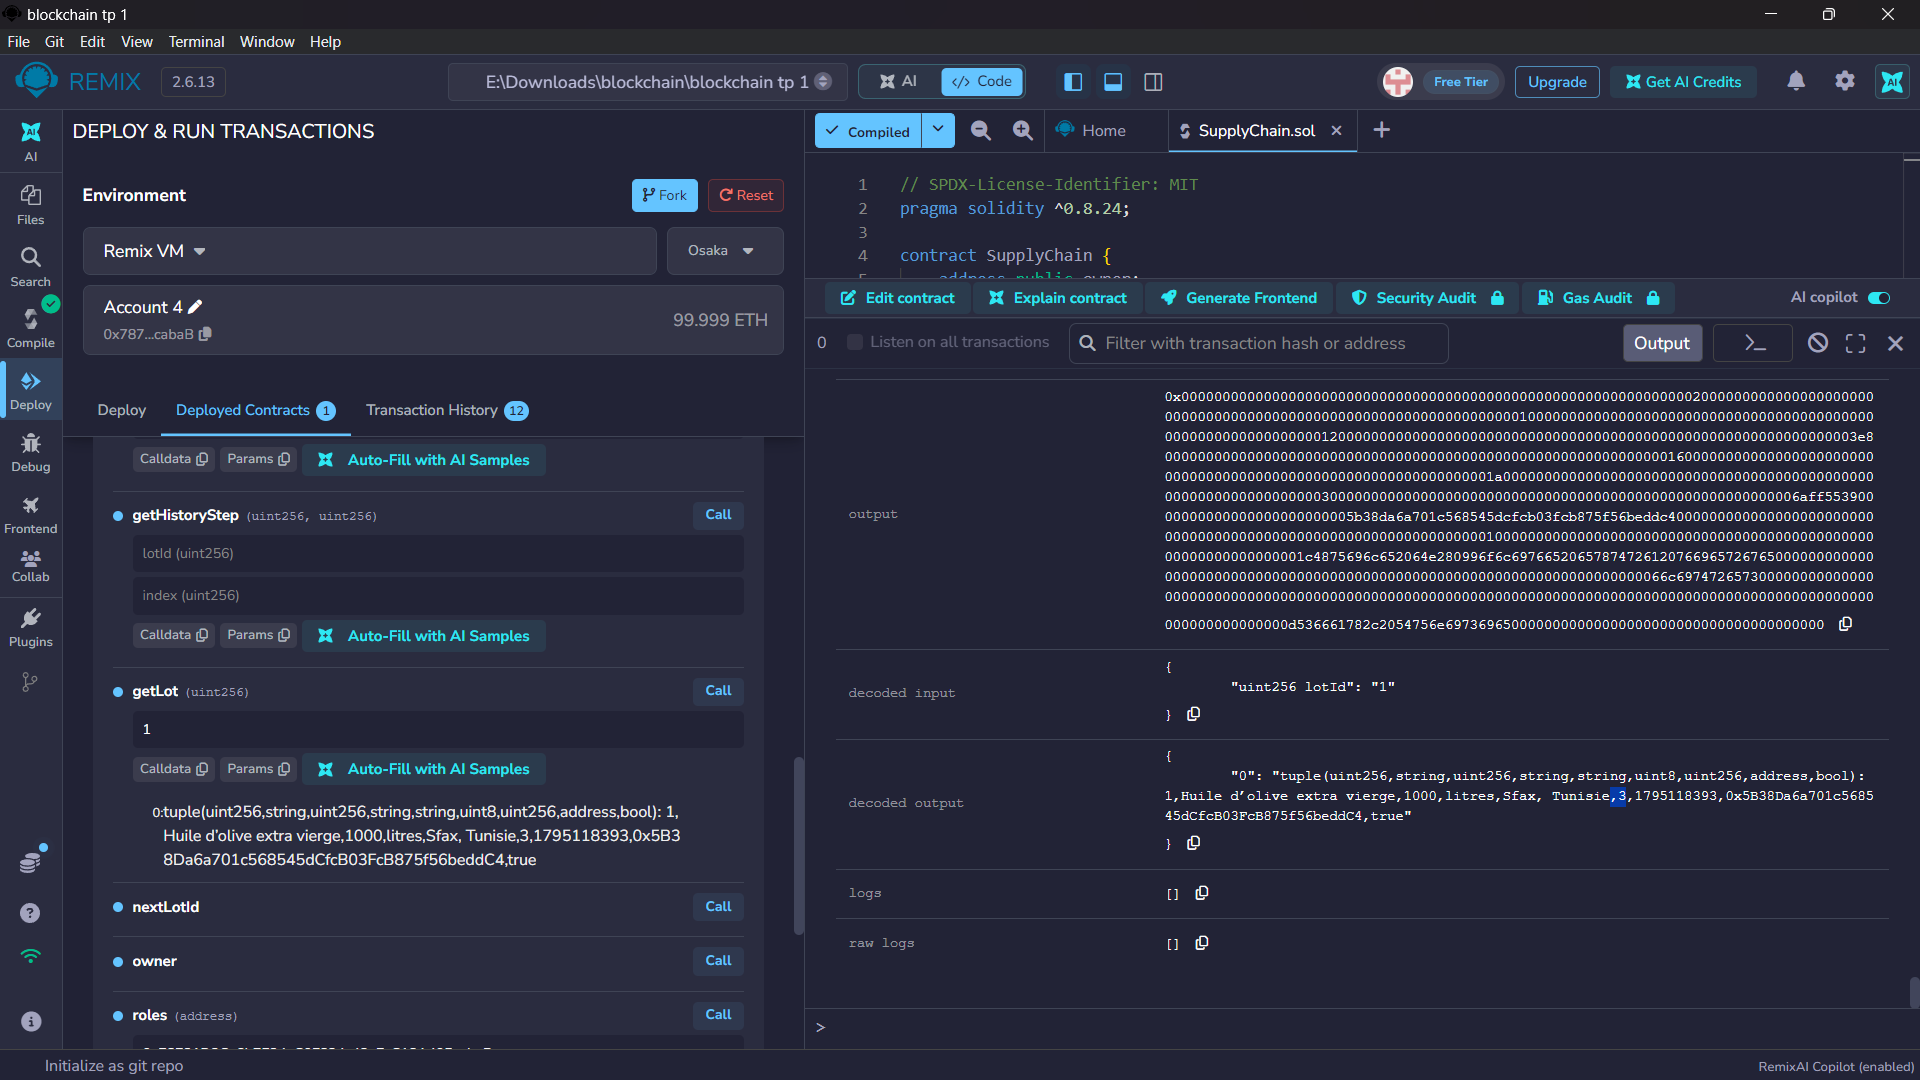 blockchain tp 1
File Git Edit View Terminal Window Help
REMIX 2.6.13
E:\Downloads\blockchain\blockchain tp 1
AI </> Code
Free Tier Upgrade Get AI Credits AI
AI
Files
Search
Compile
Deploy
Debug
Frontend
Collab
Plugins
DEPLOY & RUN TRANSACTIONS
Environment Fork Reset
Remix VM Osaka
Account 4
0x787...cabaB
99.999 ETH
Deploy Deployed Contracts 1 Transaction History 12
Calldata Params Auto-Fill with AI Samples
getHistoryStep (uint256, uint256) Call
lotId (uint256)
index (uint256)
Calldata Params Auto-Fill with AI Samples
getLot (uint256) Call
1
Calldata Params Auto-Fill with AI Samples
0:tuple(uint256,string,uint256,string,string,uint8,uint256,address,bool): 1,
Huile d’olive extra vierge,1000,litres,Sfax, Tunisie,3,1795118393,0x5B3
8Da6a701c568545dCfcB03FcB875f56beddC4,true
nextLotId Call
owner Call
roles (address) Call
Compiled Home SupplyChain.sol
1 // SPDX-License-Identifier: MIT
2 pragma solidity ^0.8.24;
3
4 contract SupplyChain {
Edit contract Explain contract Generate Frontend Security Audit Gas Audit AI copilot
0 Listen on all transactions Filter with transaction hash or address Output >_
output
decoded input
{
"uint256 lotId": "1"
}
decoded output
{
"0": "tuple(uint256,string,uint256,string,string,uint8,uint256,address,bool):
1,Huile d’olive extra vierge,1000,litres,Sfax, Tunisie,3,1795118393,0x5B38Da6a701c5685
45dCfcB03FcB875f56beddC4,true"
}
logs []
raw logs []
>
Initialize as git repo
RemixAI Copilot (enabled)